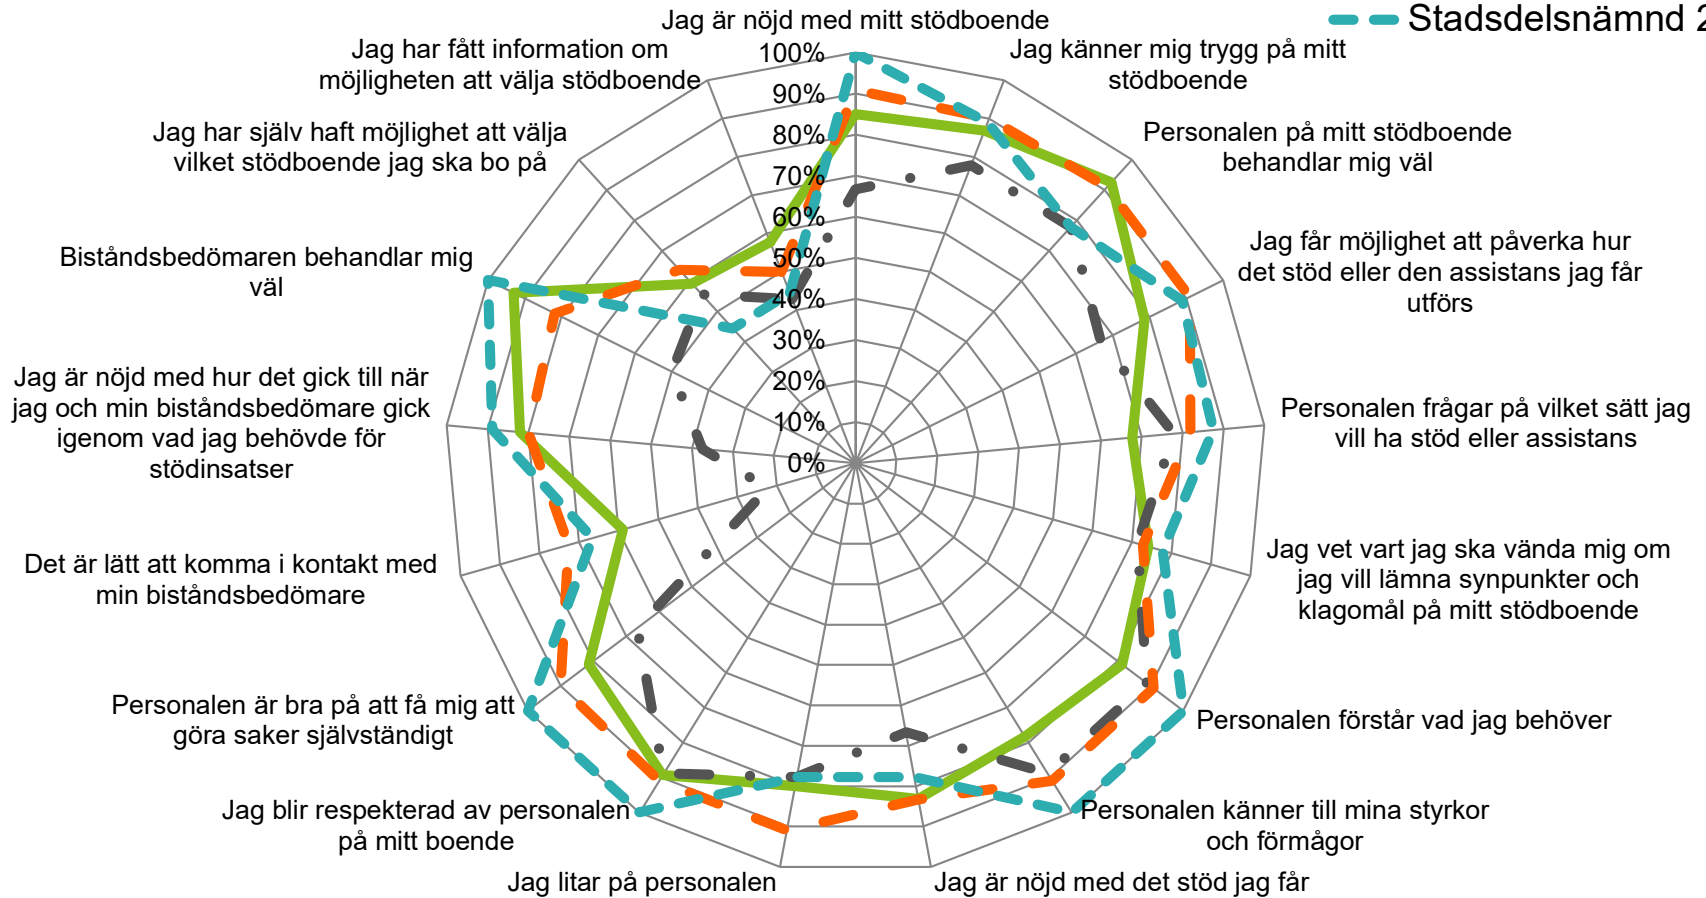 Stadsdelsnämnd 2
Jag är nöjd med mitt stödboende
Jag känner mig trygg på mitt
stödboende
Personalen på mitt stödboende
behandlar mig väl
Jag får möjlighet att påverka hur
det stöd eller den assistans jag får
utförs
Personalen frågar på vilket sätt jag
vill ha stöd eller assistans
Jag vet vart jag ska vända mig om
jag vill lämna synpunkter och
klagomål på mitt stödboende
Personalen förstår vad jag behöver
Personalen känner till mina styrkor
och förmågor
Jag är nöjd med det stöd jag får
Jag litar på personalen
Jag blir respekterad av personalen
på mitt boende
Personalen är bra på att få mig att
göra saker självständigt
Det är lätt att komma i kontakt med
min biståndsbedömare
Jag är nöjd med hur det gick till när
jag och min biståndsbedömare gick
igenom vad jag behövde för
stödinsatser
Biståndsbedömaren behandlar mig
väl
Jag har själv haft möjlighet att välja
vilket stödboende jag ska bo på
Jag har fått information om
möjligheten att välja stödboende
100%
90%
80%
70%
60%
50%
40%
30%
20%
10%
0%